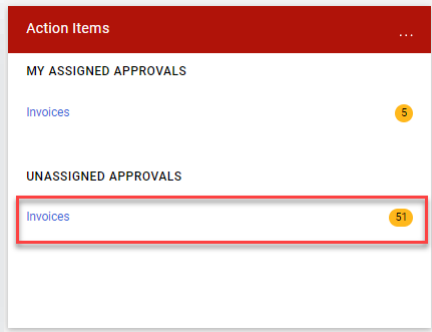 Action Items ...
MY ASSIGNED APPROVALS
Invoices 5
UNASSIGNED APPROVALS
Invoices 51